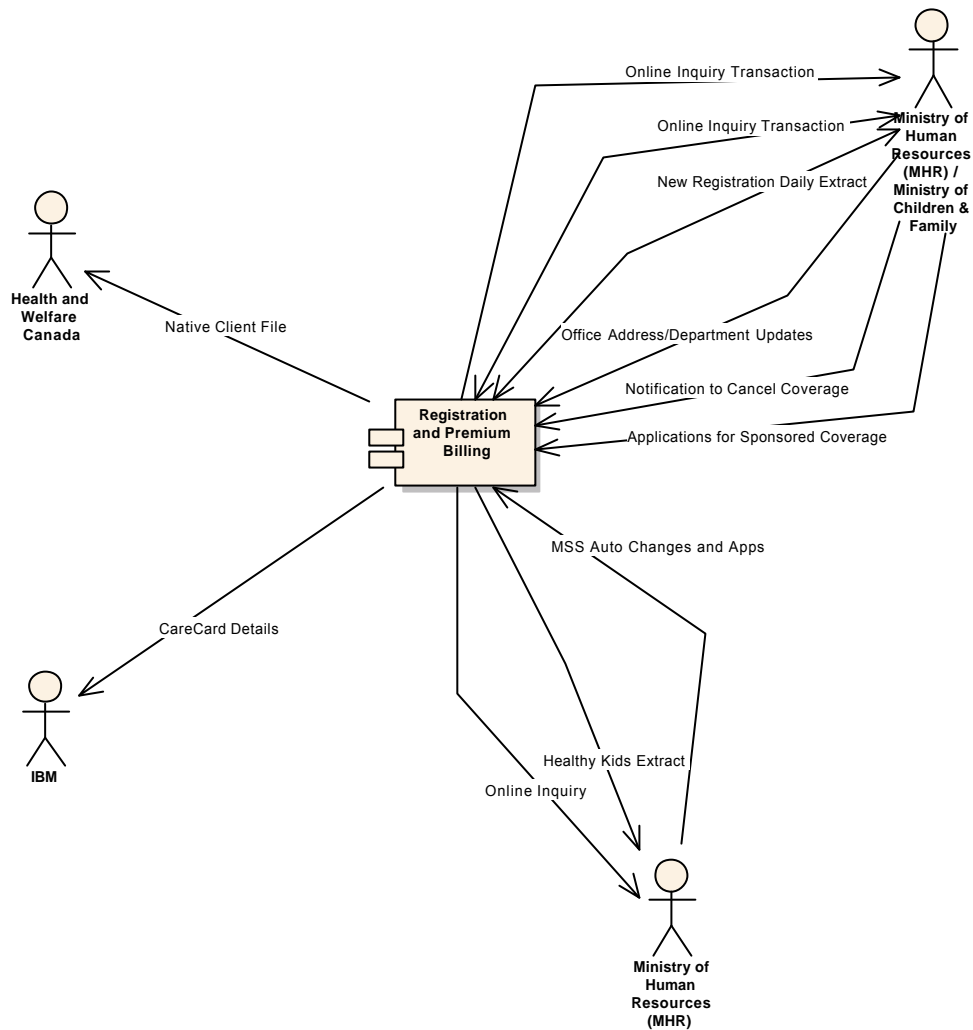 Online Inquiry Transaction
Online Inquiry Transaction
Ministry of
Human
Resources
(MHR) /
Ministry of
Children &
Family
New Registration Daily Extract
Health and
Welfare
Canada
Native Client File
Office Address/Department Updates
Notification to Cancel Coverage
Applications for Sponsored Coverage
Registration
and Premium
Billing
MSS Auto Changes and Apps
CareCard Details
IBM
Healthy Kids Extract
Online Inquiry
Ministry of
Human
Resources
(MHR)